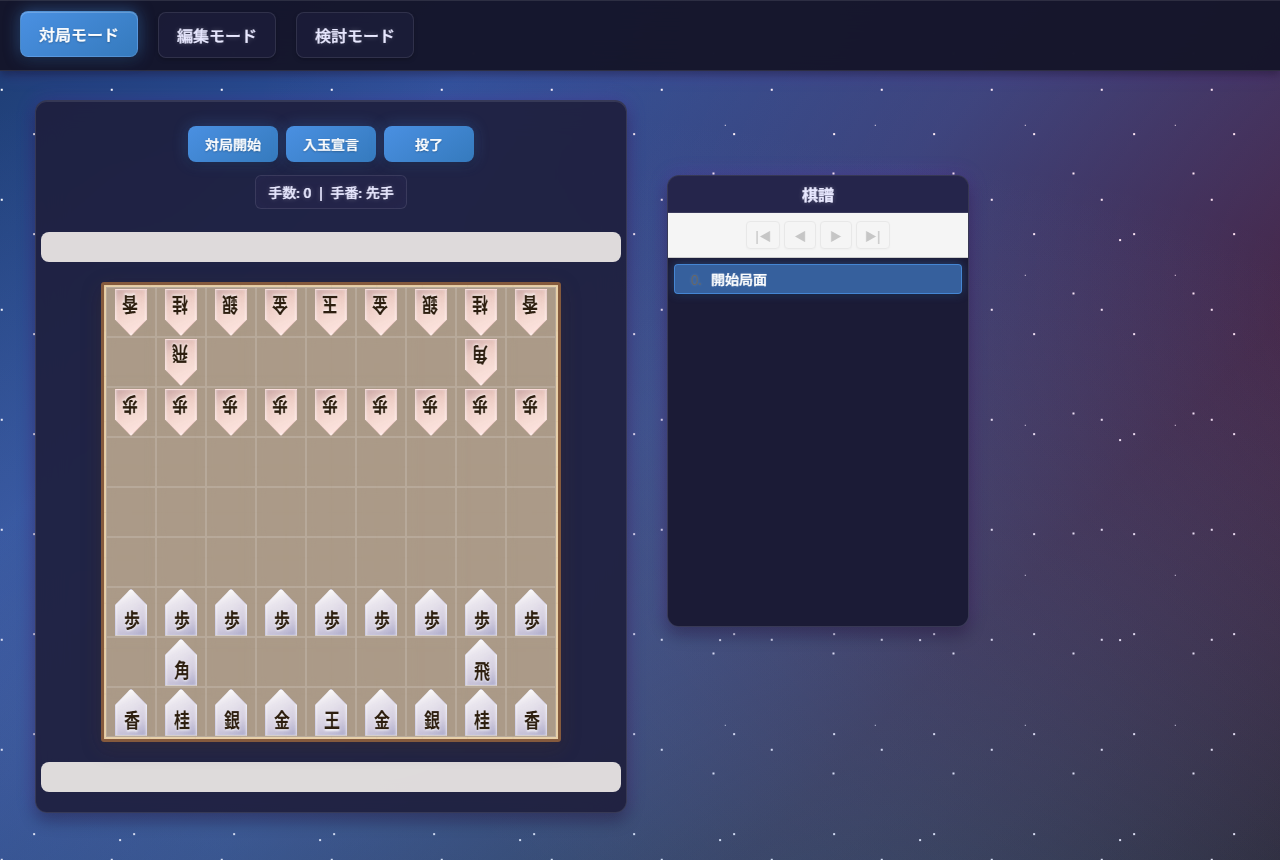 対局モード 編集モード 検討モード
対局開始 入玉宣言 投了
手数: 0 | 手番: 先手
棋譜
|◀ ◀ ▶ ▶|
0. 開始局面
香 桂 銀 金 玉 金 銀 桂 香
飛 角
歩 歩 歩 歩 歩 歩 歩 歩 歩
歩 歩 歩 歩 歩 歩 歩 歩 歩
角 飛
香 桂 銀 金 王 金 銀 桂 香